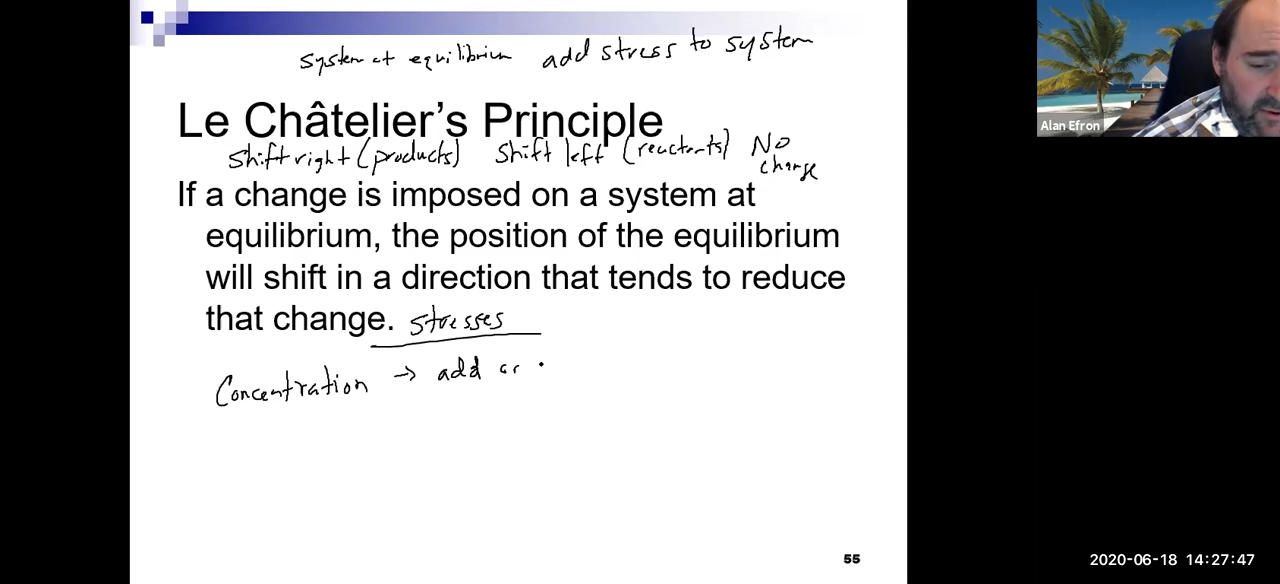 system at equilibrium add stress to system
Le Châtelier's Principle
shift right (products) shift left (reactants) No change
If a change is imposed on a system at
equilibrium, the position of the equilibrium
will shift in a direction that tends to reduce
that change. stresses
Concentration → add or
55
Alan Efron
2020-06-18 14:27:47